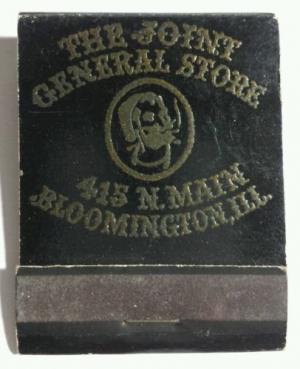 THE JOINT
GENERAL STORE
415 N. MAIN
BLOOMINGTON, ILL.